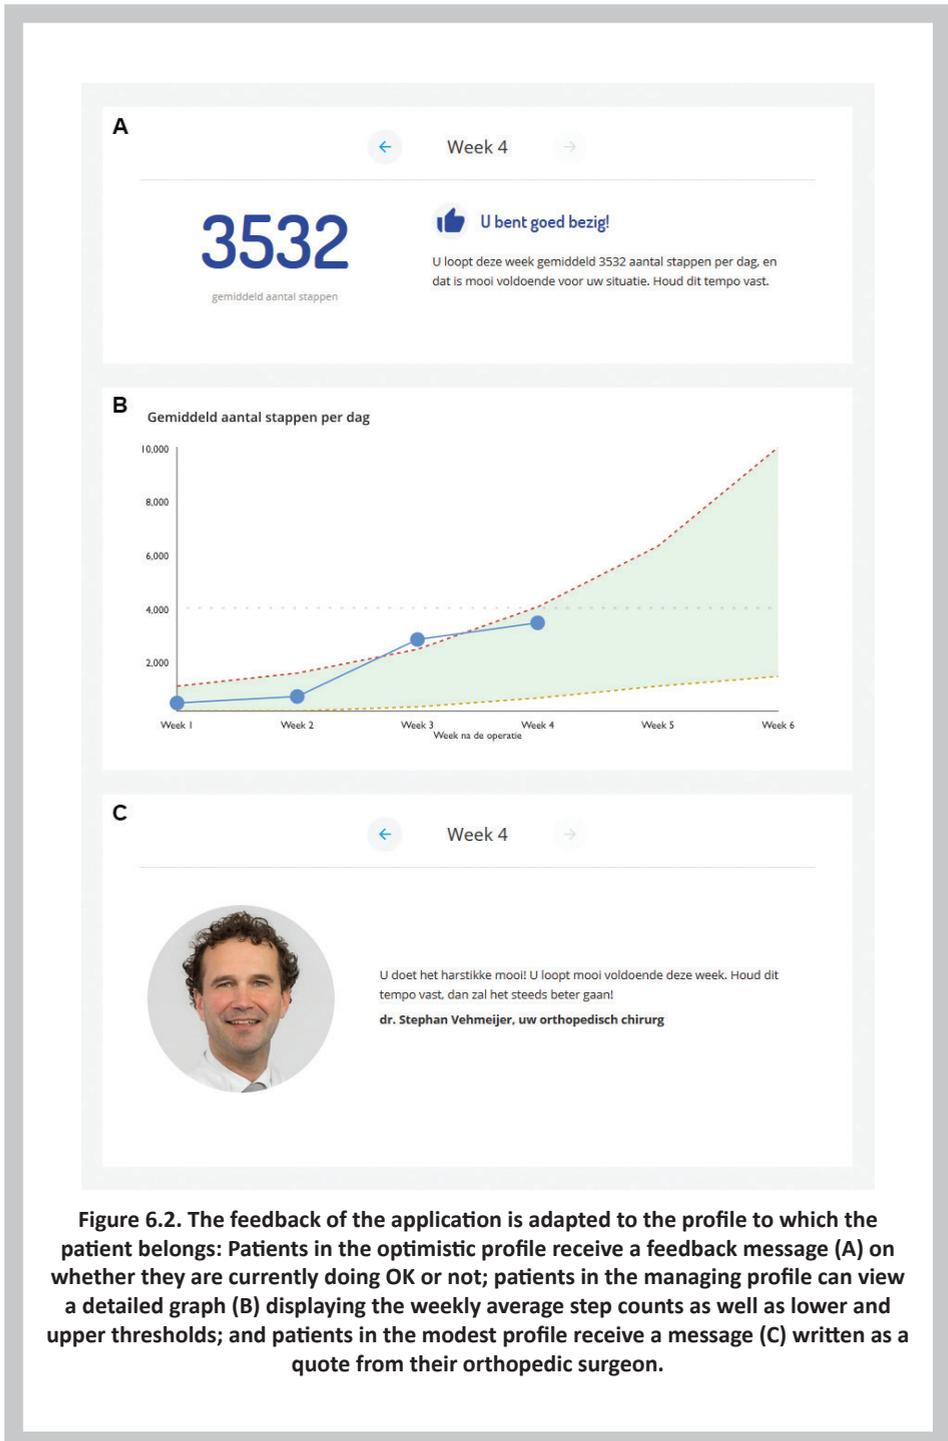 A
← Week 4 →
3532
gemiddeld aantal stappen
U bent goed bezig!
U loopt deze week gemiddeld 3532 aantal stappen per dag, en
dat is mooi voldoende voor uw situatie. Houd dit tempo vast.
B
Gemiddeld aantal stappen per dag
10,000
8,000
6,000
4,000
2,000
Week 1 Week 2 Week 3 Week 4 Week 5 Week 6
Week na de operatie
C
← Week 4 →
U doet het harstikke mooi! U loopt mooi voldoende deze week. Houd dit
tempo vast, dan zal het steeds beter gaan!
dr. Stephan Vehmeijer, uw orthopedisch chirurg
Figure 6.2. The feedback of the application is adapted to the profile to which the
patient belongs: Patients in the optimistic profile receive a feedback message (A) on
whether they are currently doing OK or not; patients in the managing profile can view
a detailed graph (B) displaying the weekly average step counts as well as lower and
upper thresholds; and patients in the modest profile receive a message (C) written as a
quote from their orthopedic surgeon.